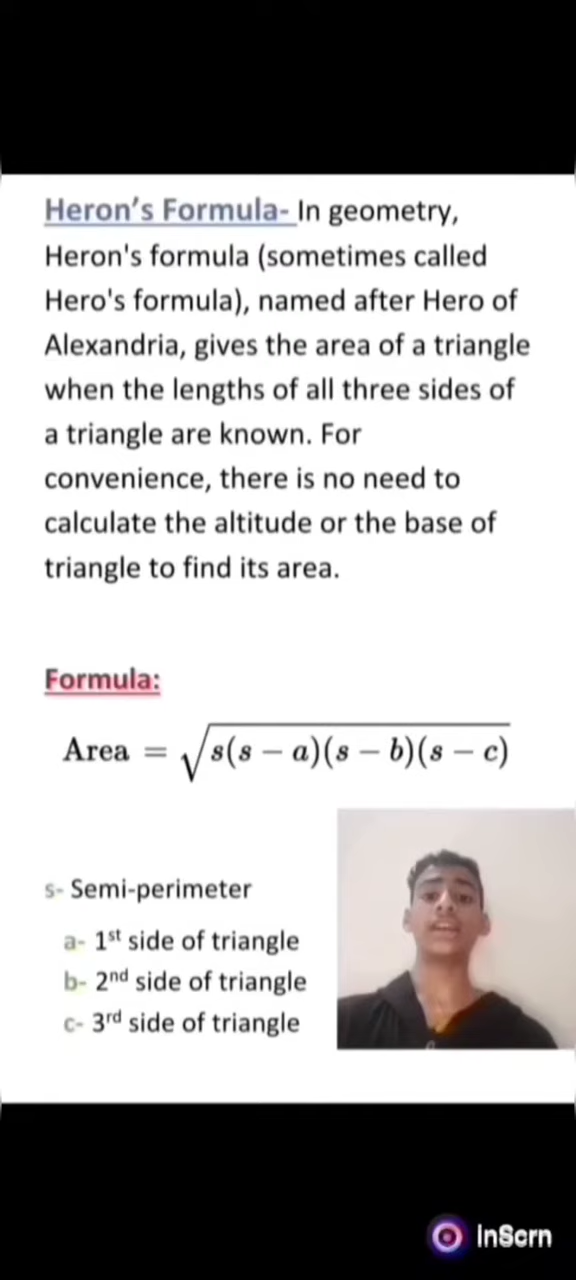 Heron's Formula- In geometry,
Heron's formula (sometimes called
Hero's formula), named after Hero of
Alexandria, gives the area of a triangle
when the lengths of all three sides of
a triangle are known. For
convenience, there is no need to
calculate the altitude or the base of
triangle to find its area.
Formula:
Area = √s(s − a)(s − b)(s − c)
s- Semi-perimeter
a- 1st side of triangle
b- 2nd side of triangle
c- 3rd side of triangle
InScrn